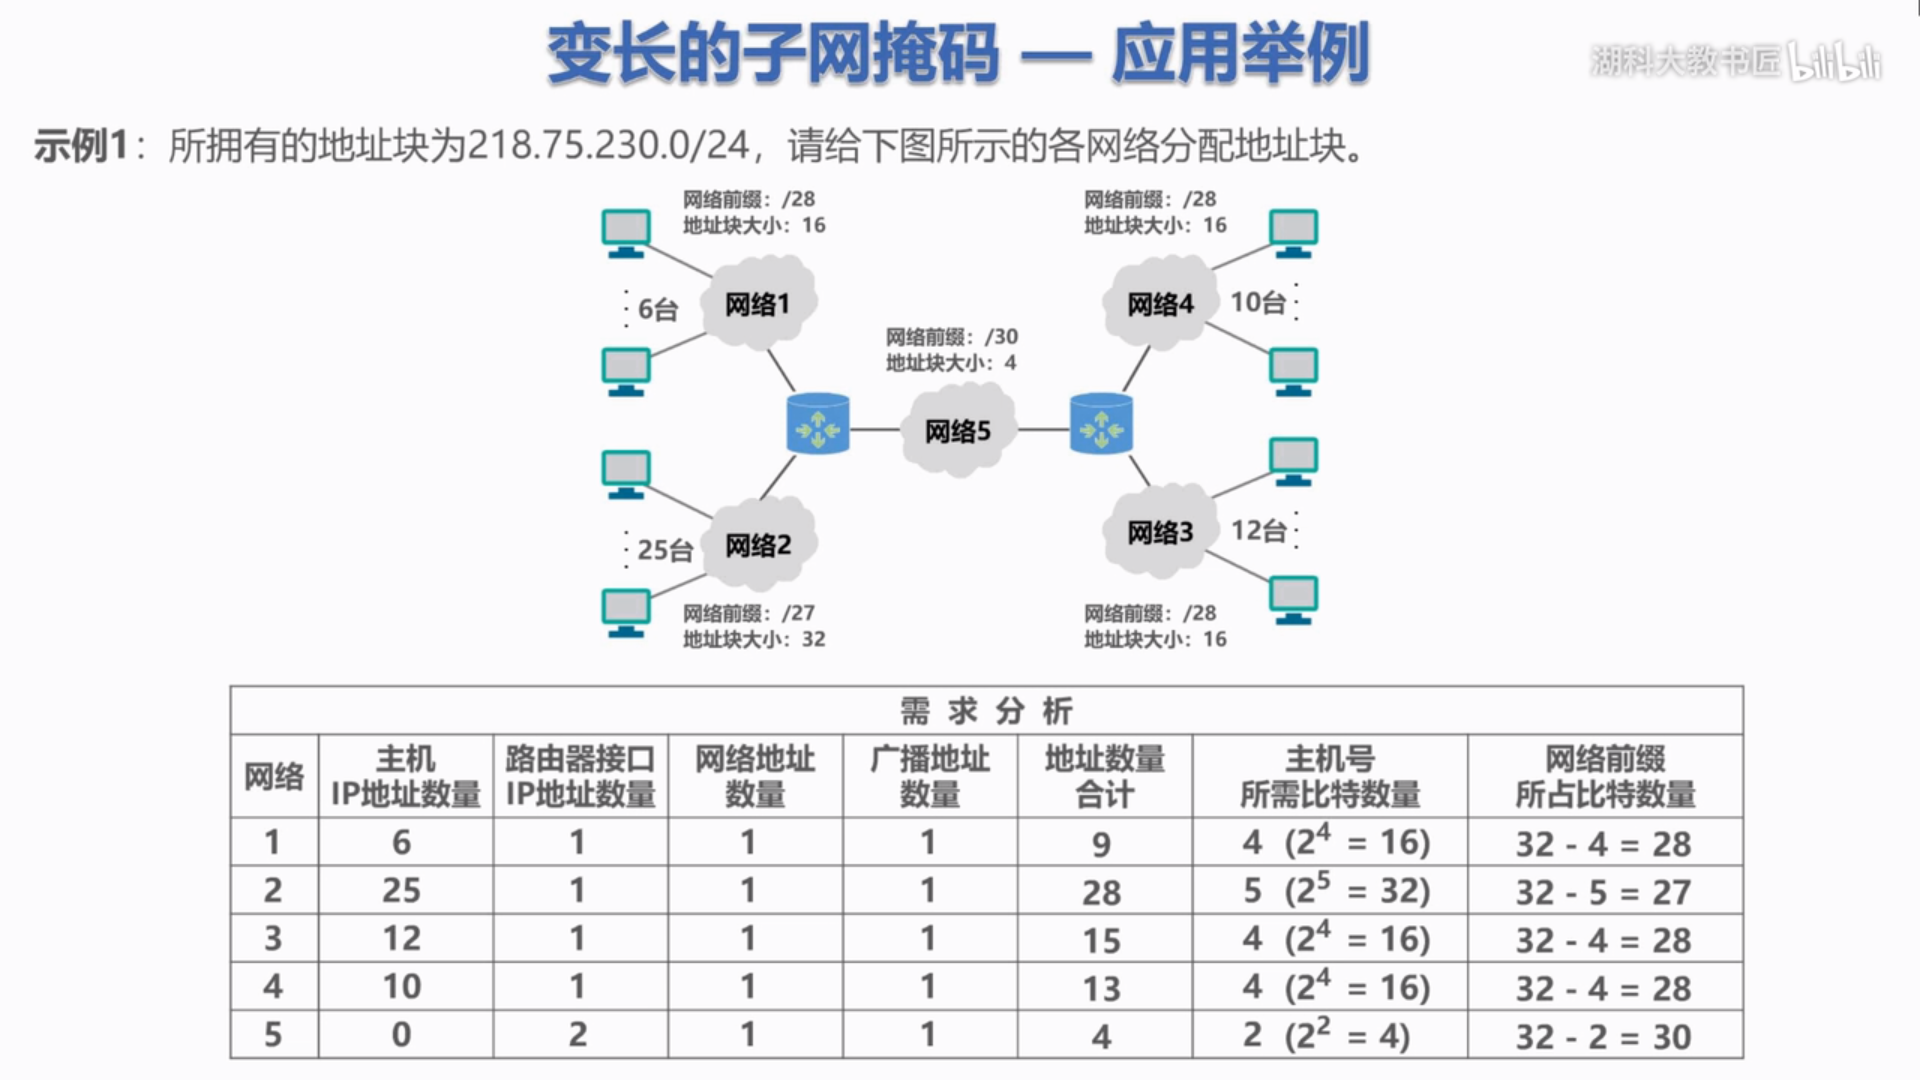 变长的子网掩码 — 应用举例
湖科大教书匠 bilibili
示例1：所拥有的地址块为218.75.230.0/24，请给下图所示的各网络分配地址块。
网络前缀：/28
地址块大小：16
网络前缀：/28
地址块大小：16
网络1
6台
网络4
10台
网络前缀：/30
地址块大小：4
网络5
网络2
25台
网络3
12台
网络前缀：/27
地址块大小：32
网络前缀：/28
地址块大小：16
需 求 分 析
网络 主机IP地址数量 路由器接口IP地址数量 网络地址数量 广播地址数量 地址数量合计 主机号所需比特数量 网络前缀所占比特数量
1 6 1 1 1 9 4 (2⁴ = 16) 32 - 4 = 28
2 25 1 1 1 28 5 (2⁵ = 32) 32 - 5 = 27
3 12 1 1 1 15 4 (2⁴ = 16) 32 - 4 = 28
4 10 1 1 1 13 4 (2⁴ = 16) 32 - 4 = 28
5 0 2 1 1 4 2 (2² = 4) 32 - 2 = 30